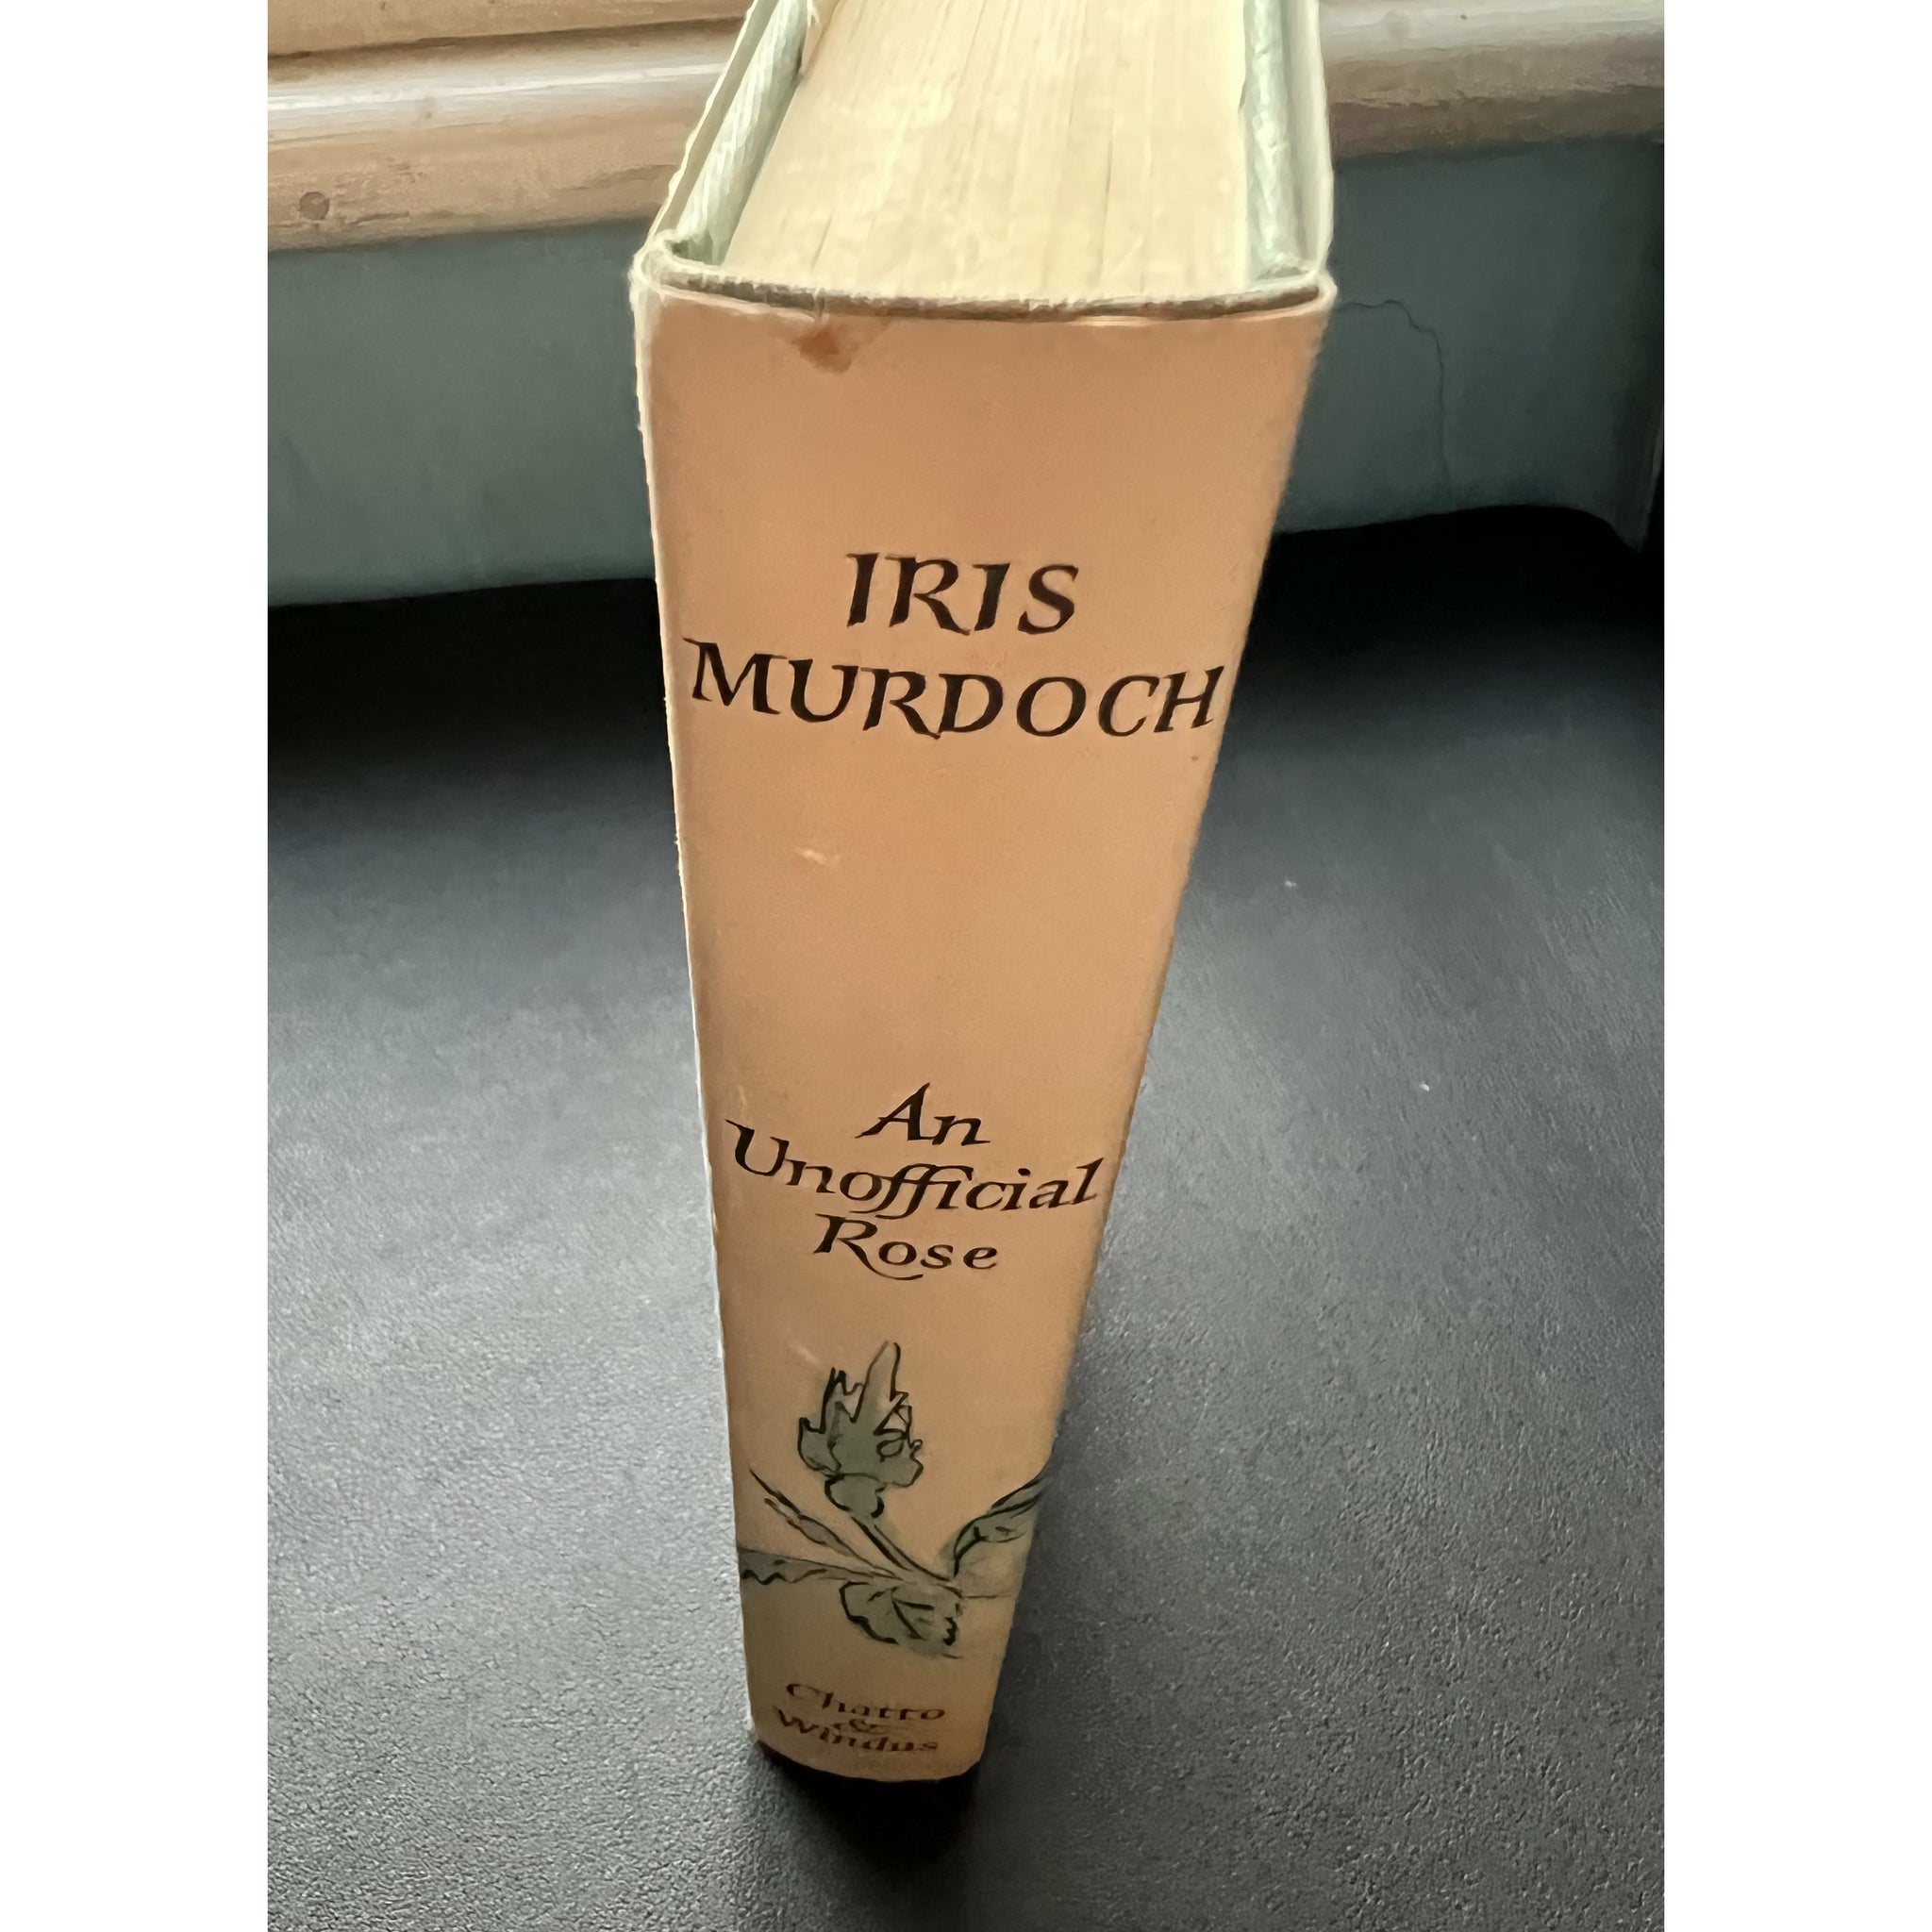 IRIS
MURDOCH
An
Unofficial
Rose
Chatto
&
Windus